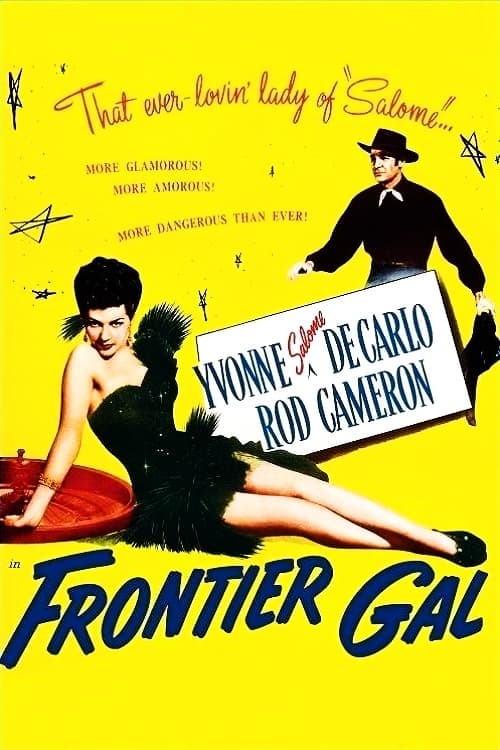 That ever-lovin' lady of "Salome"...
MORE GLAMOROUS!
MORE AMOROUS!
MORE DANGEROUS THAN EVER!
YVONNE Salome ^ DE CARLO
ROD CAMERON
in
FRONTIER GAL